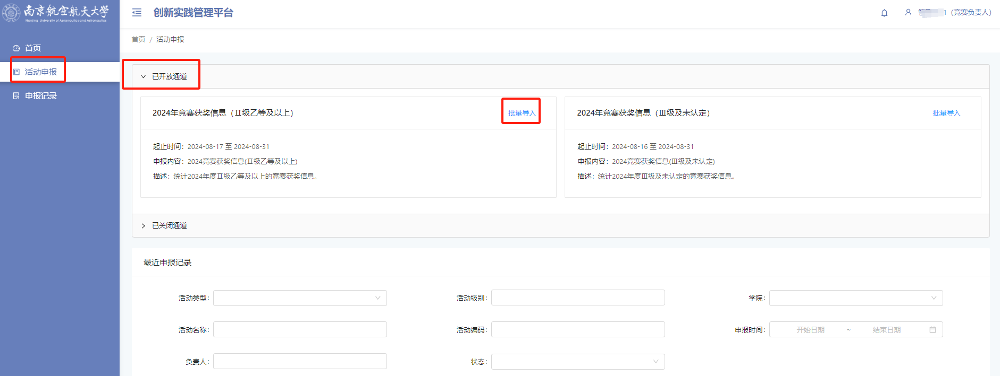 南京航空航天大学
Nanjing University of Aeronautics and Astronautics
创新实践管理平台
1（竞赛负责人）
首页
活动申报
申报记录
首页 / 活动申报
已开放通道
2024年竞赛获奖信息（Ⅱ级乙等及以上）
批量导入
起止时间：2024-08-17 至 2024-08-31
申报内容：2024竞赛获奖信息(Ⅱ级乙等及以上)
描述：统计2024年度Ⅱ级乙等及以上的竞赛获奖信息。
2024年竞赛获奖信息（Ⅲ级及未认定）
批量导入
起止时间：2024-08-16 至 2024-08-31
申报内容：2024竞赛获奖信息(Ⅲ级及未认定)
描述：统计2024年度Ⅲ级及未认定的竞赛获奖信息。
已关闭通道
最近申报记录
活动类型：
活动级别：
学院：
活动名称：
活动编码：
申报时间： 开始日期 ~ 结束日期
负责人：
状态：